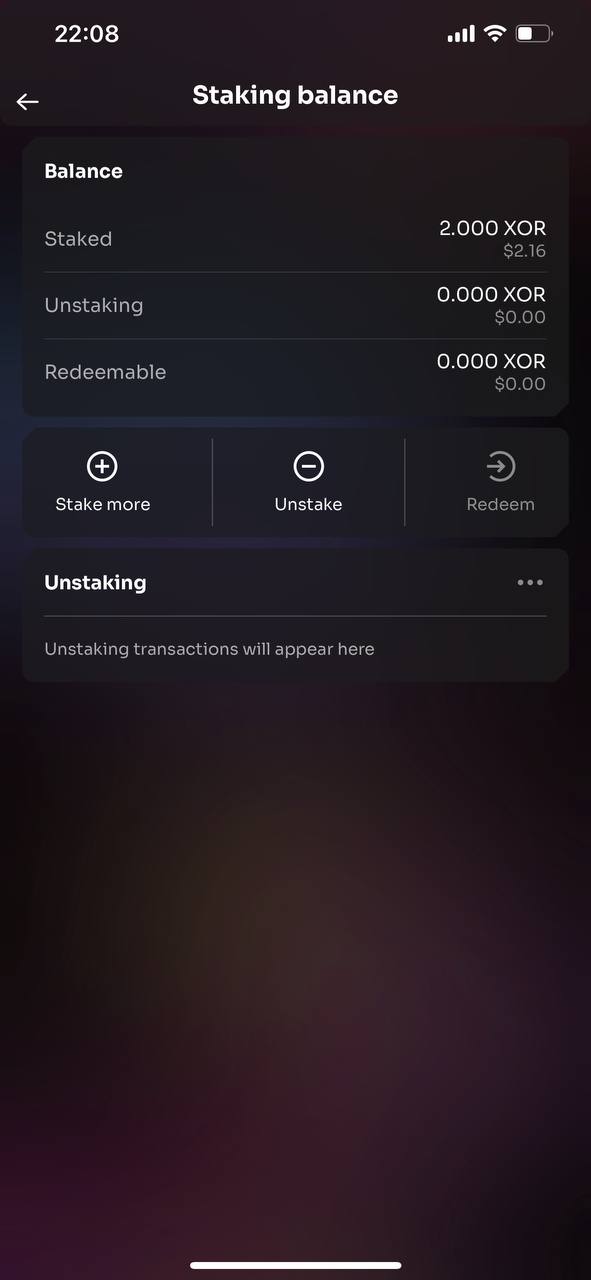 22:08
Staking balance
Balance
Staked
2.000 XOR
$2.16
Unstaking
0.000 XOR
$0.00
Redeemable
0.000 XOR
$0.00
Stake more
Unstake
Redeem
Unstaking
Unstaking transactions will appear here